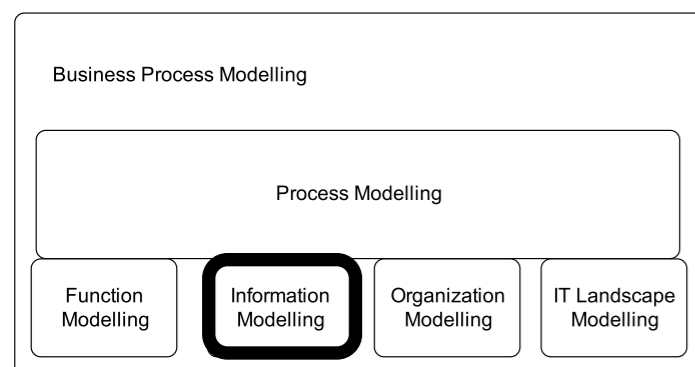 Business Process Modelling
Process Modelling
Function
Modelling
Information
Modelling
Organization
Modelling
IT Landscape
Modelling